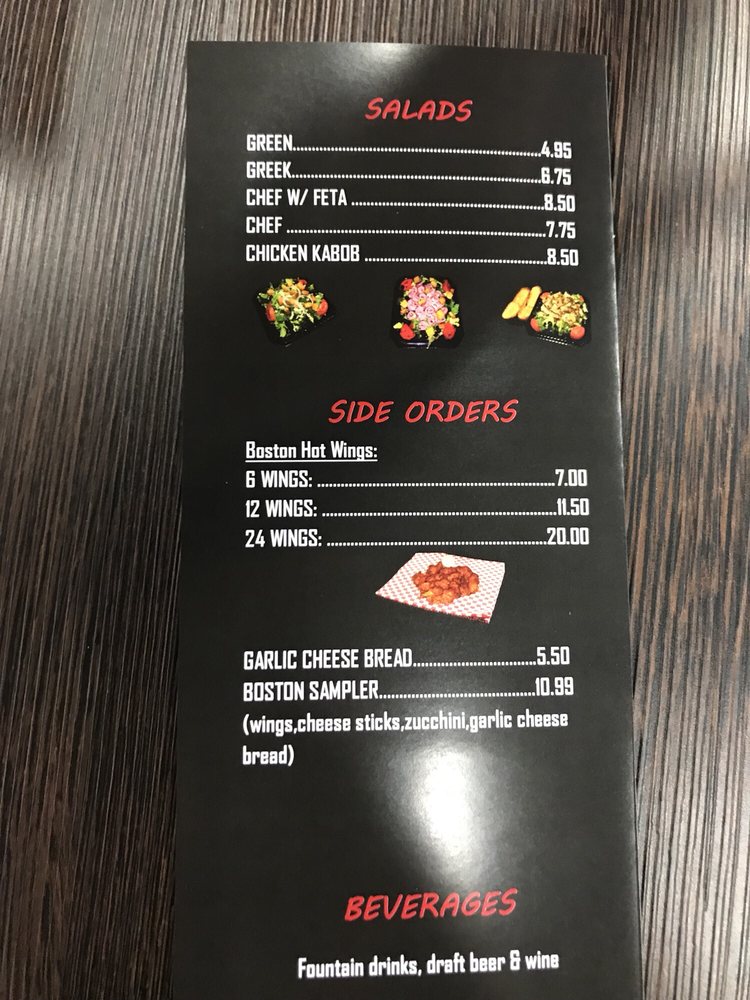 SALADS
GREEN..........................................................4.95
GREEK..........................................................6.75
CHEF W/ FETA .............................................8.50
CHEF ............................................................7.75
CHICKEN KABOB ..........................................8.50
SIDE ORDERS
Boston Hot Wings:
6 WINGS: .......................................................7.00
12 WINGS: ......................................................11.50
24 WINGS: ...................................................20.00
GARLIC CHEESE BREAD.............................5.50
BOSTON SAMPLER....................................10.99
(wings,cheese sticks,zucchini,garlic cheese
bread)
BEVERAGES
Fountain drinks, draft beer & wine